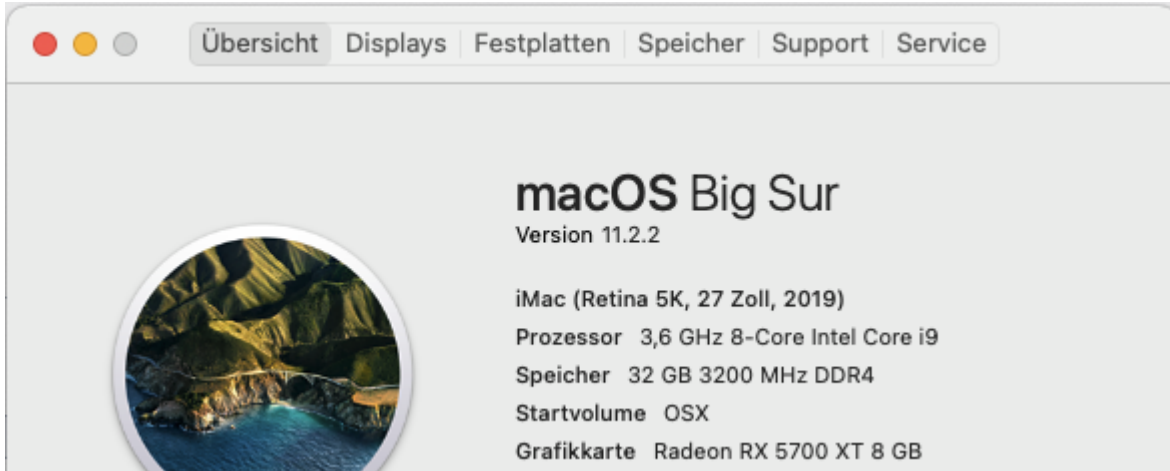 Übersicht Displays Festplatten Speicher Support Service
macOS Big Sur
Version 11.2.2
iMac (Retina 5K, 27 Zoll, 2019)
Prozessor 3,6 GHz 8-Core Intel Core i9
Speicher 32 GB 3200 MHz DDR4
Startvolume OSX
Grafikkarte Radeon RX 5700 XT 8 GB